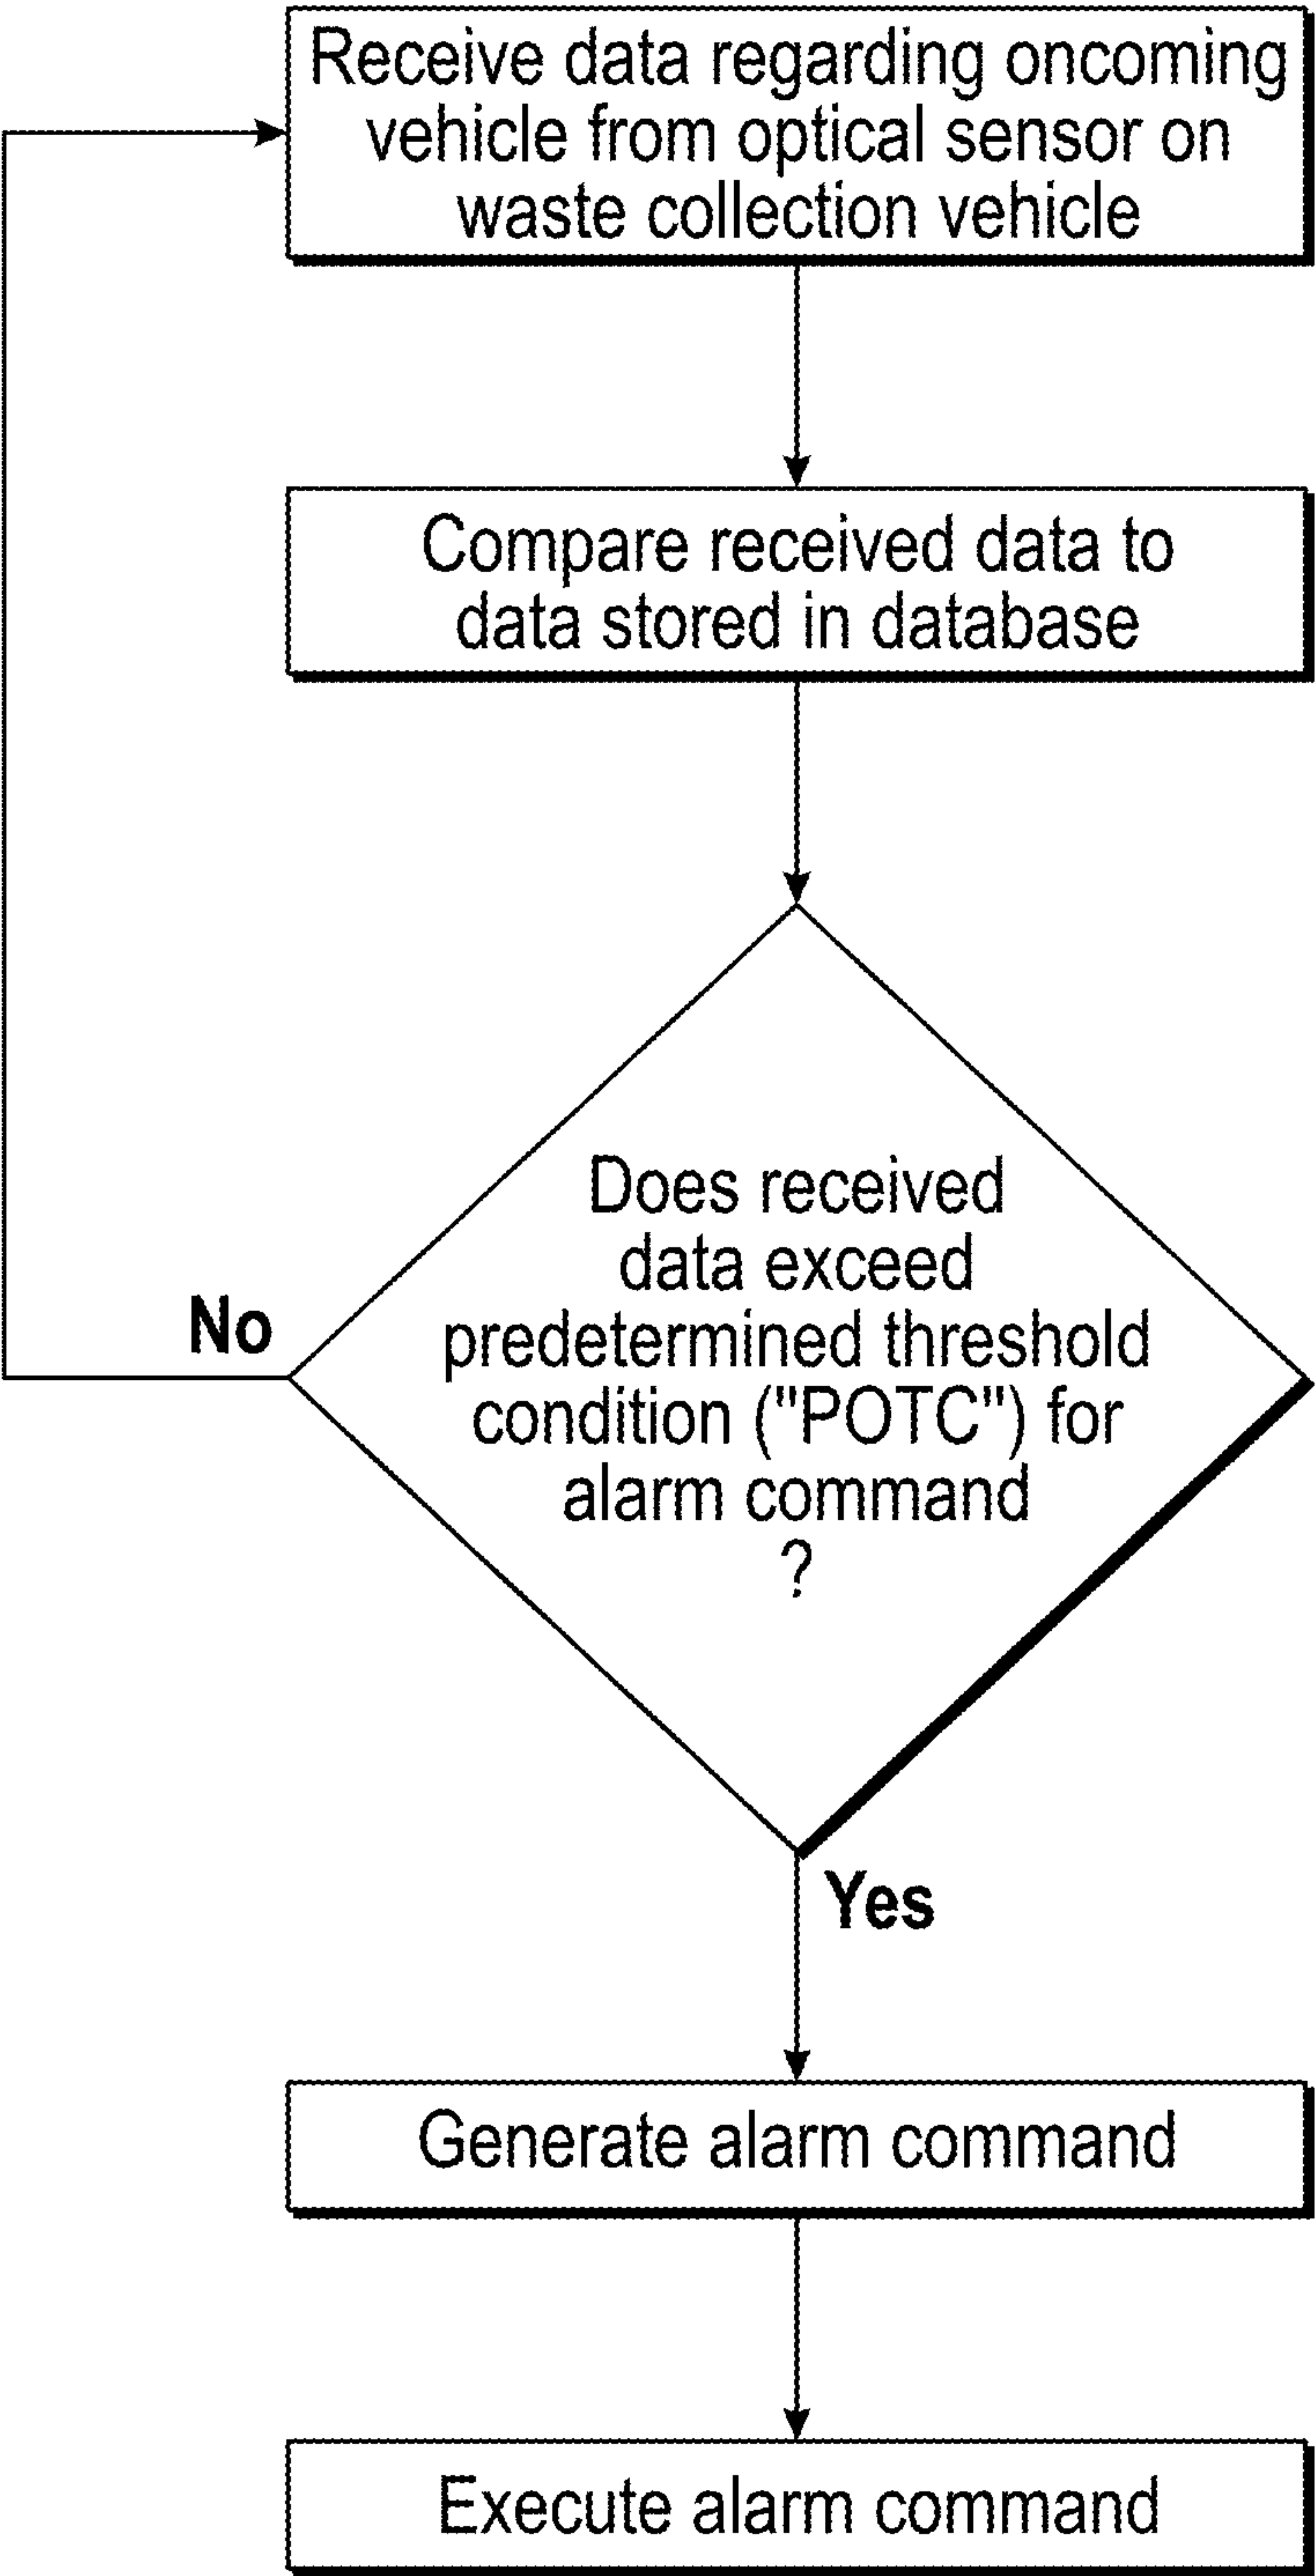 Receive data regarding oncoming
vehicle from optical sensor on
waste collection vehicle
Compare received data to
data stored in database
Does received
data exceed
predetermined threshold
condition ("POTC") for
alarm command
?
No
Yes
Generate alarm command
Execute alarm command